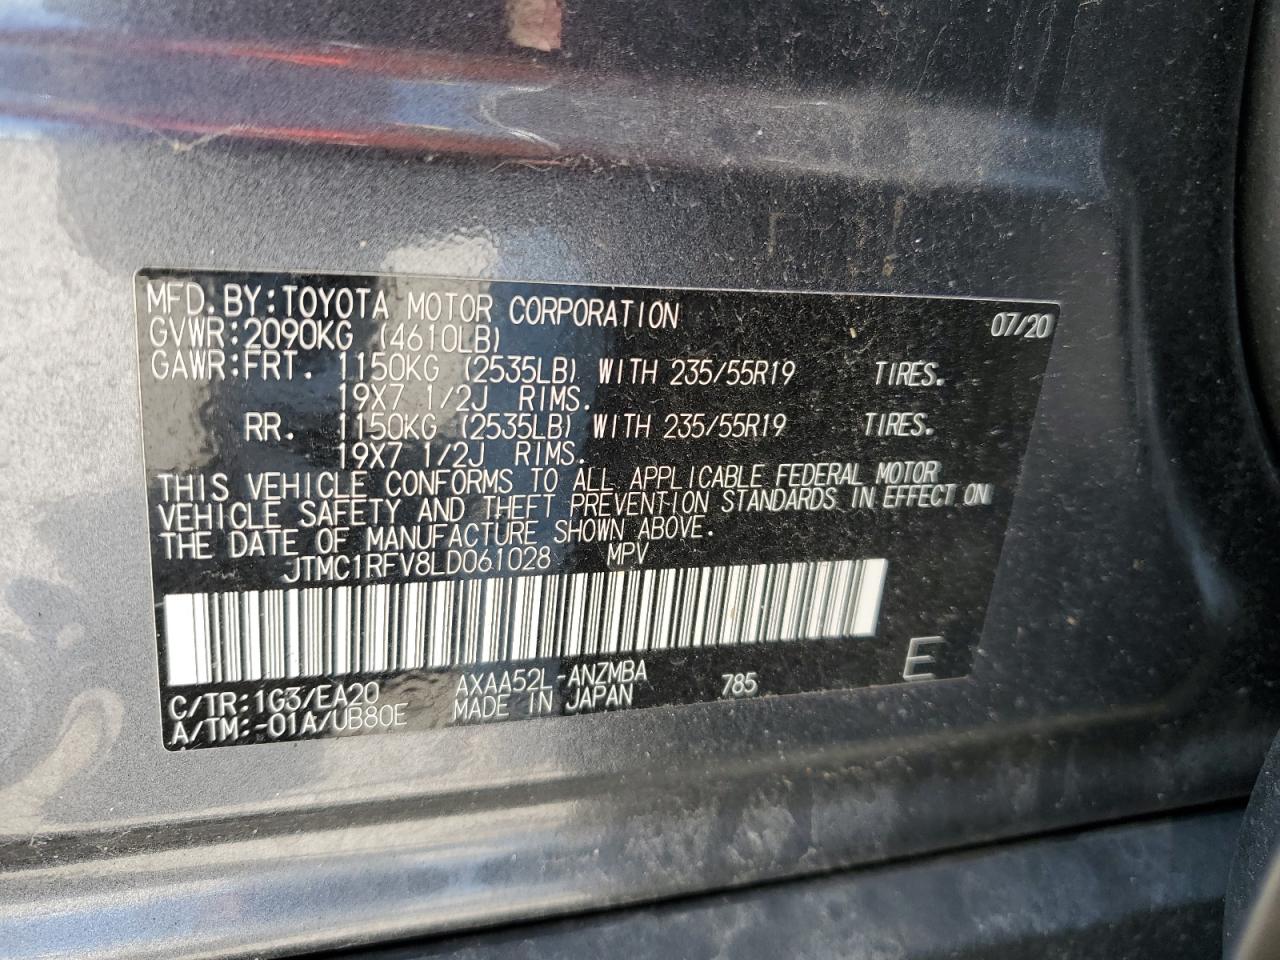 MFD.BY:TOYOTA MOTOR CORPORATION 07/20
GVWR:2090KG (4610LB)
GAWR:FRT. 1150KG (2535LB) WITH 235/55R19 TIRES.
19X7 1/2J RIMS.
RR. 1150KG (2535LB) WITH 235/55R19 TIRES.
19X7 1/2J RIMS.
THIS VEHICLE CONFORMS TO ALL APPLICABLE FEDERAL MOTOR
VEHICLE SAFETY AND THEFT PREVENTION STANDARDS IN EFFECT ON
THE DATE OF MANUFACTURE SHOWN ABOVE.
JTMC1RFV8LD061028 MPV
E
C/TR:1G3/EA20 AXAA52L-ANZMBA 785
A/TM:-01A/UB80E MADE IN JAPAN